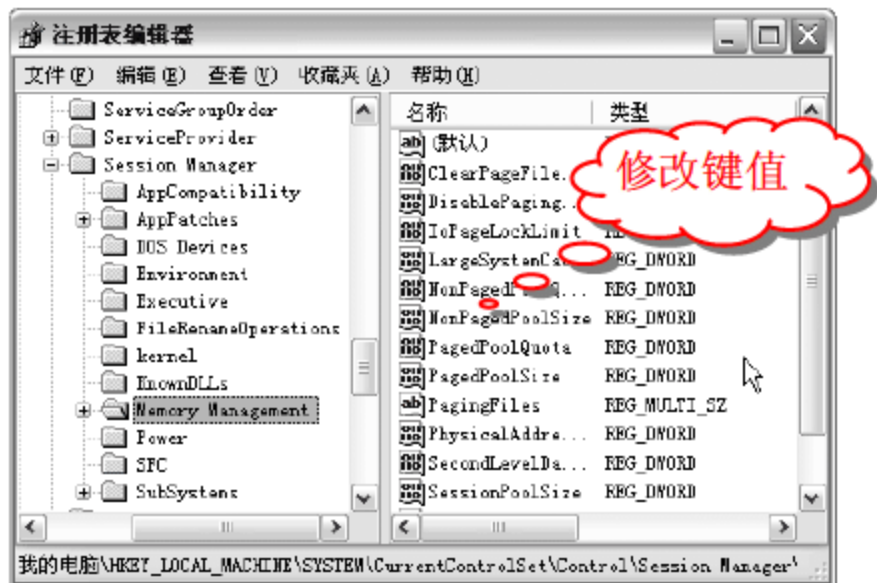 注册表编辑器
文件(F) 编辑(E) 查看(V) 收藏夹(A) 帮助(H)
ServiceGroupOrder
ServiceProvider
Session Manager
AppCompatibility
AppPatches
DOS Devices
Environment
Executive
FileRenameOperations
kernel
KnownDLLs
Memory Management
Power
SFC
SubSystems
名称 类型
(默认)
ClearPageFile...
DisablePaging...
IoPageLockLimit
LargeSystemCa
REG_DWORD
NonPaged
Q... REG_DWORD
NonPagedPoolSize REG_DWORD
PagedPoolQuota REG_DWORD
PagedPoolSize REG_DWORD
PagingFiles REG_MULTI_SZ
PhysicalAddre... REG_DWORD
SecondLevelDa... REG_DWORD
SessionPoolSize REG_DWORD
修改键值
我的电脑\HKEY_LOCAL_MACHINE\SYSTEM\CurrentControlSet\Control\Session Manager\